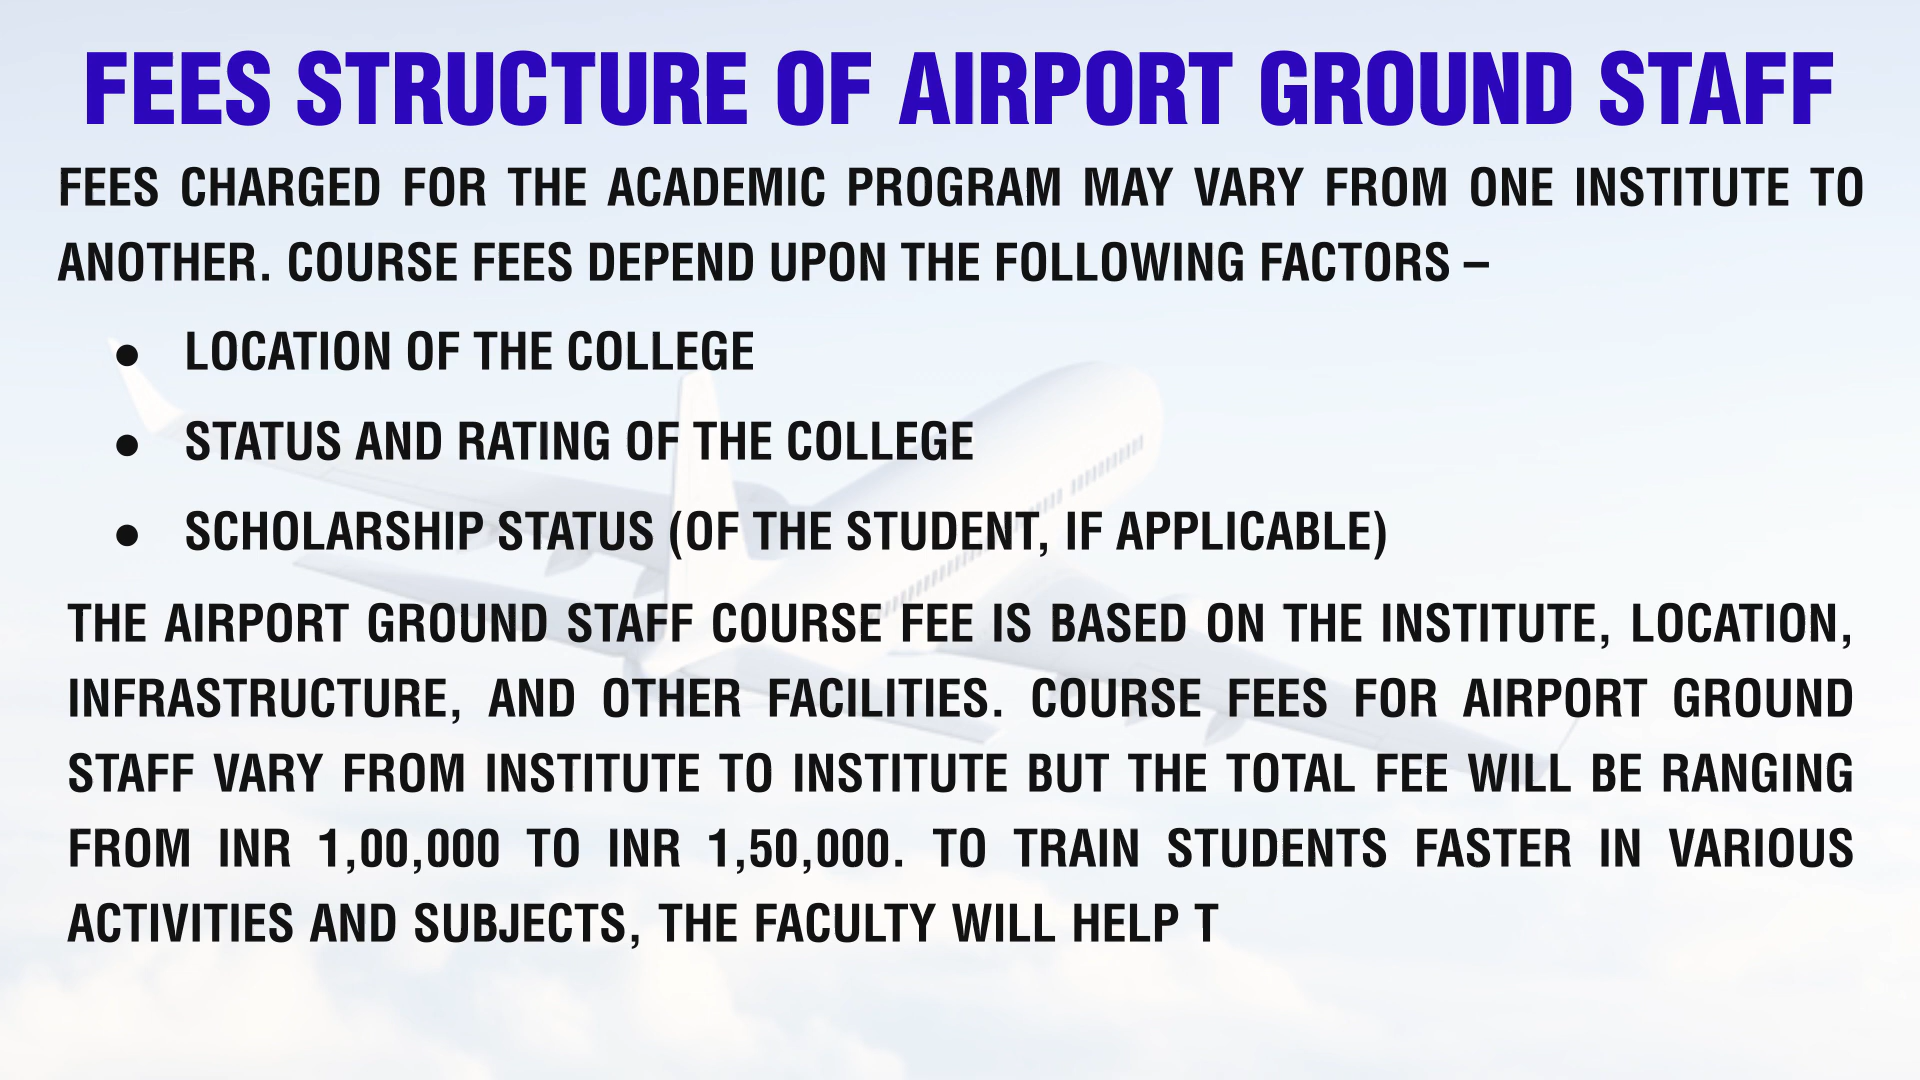 FEES STRUCTURE OF AIRPORT GROUND STAFF
FEES CHARGED FOR THE ACADEMIC PROGRAM MAY VARY FROM ONE INSTITUTE TO
ANOTHER. COURSE FEES DEPEND UPON THE FOLLOWING FACTORS –
● LOCATION OF THE COLLEGE
● STATUS AND RATING OF THE COLLEGE
● SCHOLARSHIP STATUS (OF THE STUDENT, IF APPLICABLE)
THE AIRPORT GROUND STAFF COURSE FEE IS BASED ON THE INSTITUTE, LOCATION,
INFRASTRUCTURE, AND OTHER FACILITIES. COURSE FEES FOR AIRPORT GROUND
STAFF VARY FROM INSTITUTE TO INSTITUTE BUT THE TOTAL FEE WILL BE RANGING
FROM INR 1,00,000 TO INR 1,50,000. TO TRAIN STUDENTS FASTER IN VARIOUS
ACTIVITIES AND SUBJECTS, THE FACULTY WILL HELP T